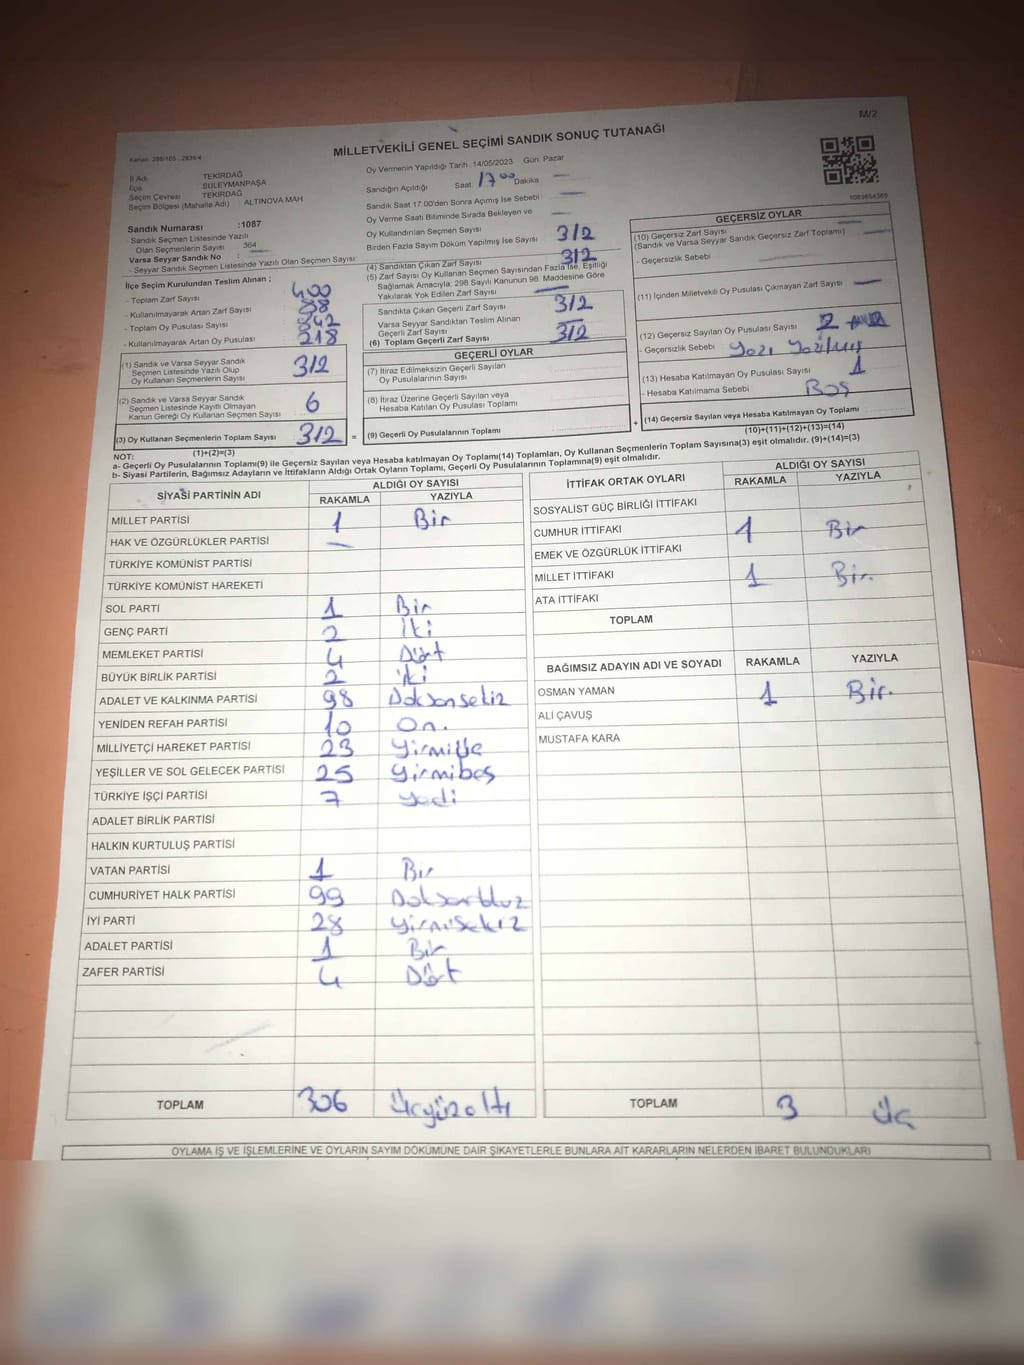 M/2
Kanun: 298/105 , 2839/4
MİLLETVEKİLİ GENEL SEÇİMİ SANDIK SONUÇ TUTANAĞI
İl Adı TEKİRDAĞ
İlçe SÜLEYMANPAŞA
Seçim Çevresi TEKİRDAĞ
Seçim Bölgesi (Mahalle Adı) ALTINOVA MAH
Oy Vermenin Yapıldığı Tarih :14/05/2023 Gün: Pazar
Sandığın Açıldığı Saat 17 00 Dakika
Sandık Saat 17.00'den Sonra Açımış İse Sebebi
Oy Verme Saati Bitiminde Sırada Bekleyen ve
Oy Kullandırılan Seçmen Sayısı
Birden Fazla Sayım Döküm Yapılmış İse Sayısı 312
Sandık Numarası :1087
- Sandık Seçmen Listesinde Yazılı
Olan Seçmenlerin Sayısı 364
Varsa Seyyar Sandık No :
- Seyyar Sandık Seçmen Listesinde Yazılı Olan Seçmen Sayısı:
İlçe Seçim Kurulundan Teslim Alınan ;
- Toplam Zarf Sayısı 400
- Kullanılmayarak Artan Zarf Sayısı 88
- Toplam Oy Pusulası Sayısı
- Kullanılmayarak Artan Oy Pusulası 218
(1) Sandık ve Varsa Seyyar Sandık
Seçmen Listesinde Yazılı Olup
Oy Kullanan Seçmenlerin Sayısı 312
(2) Sandık ve Varsa Seyyar Sandık
Seçmen Listesinde Kayıtlı Olmayan
Kanun Gereği Oy Kullanan Seçmen Sayısı 6
(3) Oy Kullanan Seçmenlerin Toplam Sayısı 312 =
(1)+(2)=(3)
(4) Sandıktan Çıkan Zarf Sayısı 312
(5) Zarf Sayısı Oy Kullanan Seçmen Sayısından Fazla İse, Eşitliği
Sağlamak Amacıyla; 298 Sayılı Kanunun 98. Maddesine Göre
Yakılarak Yok Edilen Zarf Sayısı
Sandıkta Çıkan Geçerli Zarf Sayısı 312
Varsa Seyyar Sandıktan Teslim Alınan
Geçerli Zarf Sayısı
(6) Toplam Geçerli Zarf Sayısı 312
GEÇERLİ OYLAR
(7) İtiraz Edilmeksizin Geçerli Sayılan
Oy Pusulalarının Sayısı
(8) İtiraz Üzerine Geçerli Sayılan veya
Hesaba Katılan Oy Pusulası Toplamı
(9) Geçerli Oy Pusulalarının Toplamı +
GEÇERSİZ OYLAR
(10) Geçersiz Zarf Sayısı
(Sandık ve Varsa Seyyar Sandık Geçersiz Zarf Toplamı)
- Geçersizlik Sebebi
(11) İçinden Milletvekili Oy Pusulası Çıkmayan Zarf Sayısı
(12) Geçersiz Sayılan Oy Pusulası Sayısı 2
- Geçersizlik Sebebi Yazı Yazılmış
(13) Hesaba Katılmayan Oy Pusulası Sayısı 1
- Hesaba Katılmama Sebebi Boş
(14) Geçersiz Sayılan veya Hesaba Katılmayan Oy Toplamı
(10)+(11)+(12)+(13)=(14)
NOT:
a- Geçerli Oy Pusulalarının Toplamı(9) ile Geçersiz Sayılan veya Hesaba Katılmayan Oy Toplamı(14) Toplamları, Oy Kullanan Seçmenlerin Toplam Sayısına(3) eşit olmalıdır. (9)+(14)=(3)
b- Siyasi Partilerin, Bağımsız Adayların ve İttifakların Aldığı Ortak Oyların Toplamı, Geçerli Oy Pusulalarının Toplamına(9) eşit olmalıdır.
SİYASİ PARTİNİN ADI ALDIĞI OY SAYISI
RAKAMLA YAZIYLA
MİLLET PARTİSİ 1 Bir
HAK VE ÖZGÜRLÜKLER PARTİSİ
TÜRKİYE KOMÜNİST PARTİSİ
TÜRKİYE KOMÜNİST HAREKETİ
SOL PARTİ 1 Bir
GENÇ PARTİ 2 İki
MEMLEKET PARTİSİ 4 Dört
BÜYÜK BİRLİK PARTİSİ 2 iki
ADALET VE KALKINMA PARTİSİ 98 Doksansekiz
YENİDEN REFAH PARTİSİ 10 On.
MİLLİYETÇİ HAREKET PARTİSİ 23 Yirmiüç
YEŞİLLER VE SOL GELECEK PARTİSİ 25 Yirmibeş
TÜRKİYE İŞÇİ PARTİSİ 7 Yedi
ADALET BİRLİK PARTİSİ
HALKIN KURTULUŞ PARTİSİ
VATAN PARTİSİ 1 Bir
CUMHURİYET HALK PARTİSİ 99 Doksandokuz
İYİ PARTİ 28 Yirmisekiz
ADALET PARTİSİ 1 Bir
ZAFER PARTİSİ 4 Dört
TOPLAM 306 Üçyüzaltı
İTTİFAK ORTAK OYLARI ALDIĞI OY SAYISI
RAKAMLA YAZIYLA
SOSYALİST GÜÇ BİRLİĞİ İTTİFAKI
CUMHUR İTTİFAKI 1 Bir
EMEK VE ÖZGÜRLÜK İTTİFAKI
MİLLET İTTİFAKI 1 Bir.
ATA İTTİFAKI
TOPLAM
BAĞIMSIZ ADAYIN ADI VE SOYADI RAKAMLA YAZIYLA
OSMAN YAMAN 1 Bir.
ALİ ÇAVUŞ
MUSTAFA KARA
TOPLAM 3 Üç
OYLAMA İŞ VE İŞLEMLERİNE VE OYLARIN SAYIM DÖKÜMÜNE DAİR ŞİKAYETLERLE BUNLARA AİT KARARLARIN NELERDEN İBARET BULUNDUKLARI